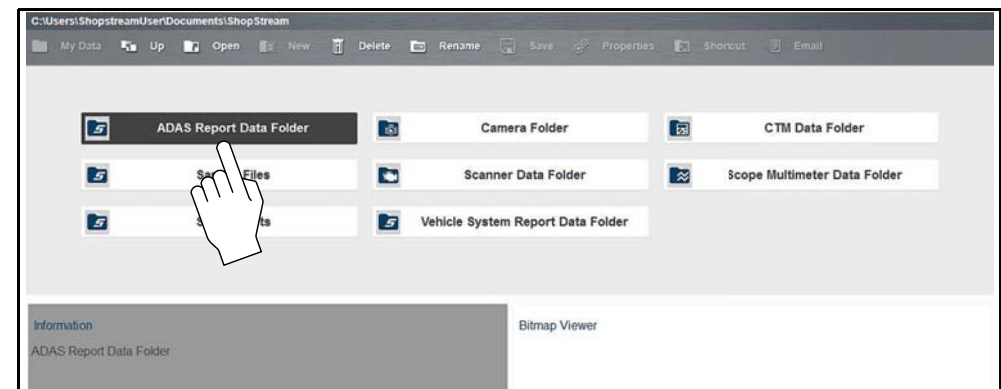 C:\Users\ShopstreamUser\Documents\ShopStream
My Data Up Open New Delete Rename Save Properties Shortcut Email
ADAS Report Data Folder Camera Folder CTM Data Folder
Files Scanner Data Folder Scope Multimeter Data Folder
Vehicle System Report Data Folder
Information Bitmap Viewer
ADAS Report Data Folder